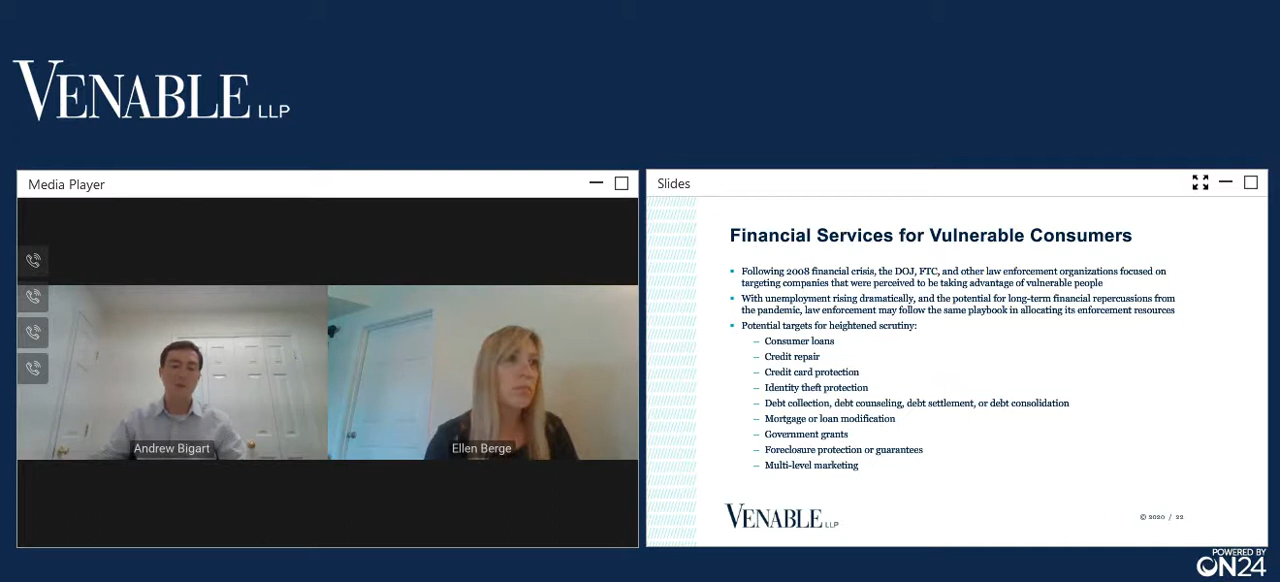 VENABLE LLP
Media Player
Slides
Andrew Bigart
Ellen Berge
Financial Services for Vulnerable Consumers
Following 2008 financial crisis, the DOJ, FTC, and other law enforcement organizations focused on
targeting companies that were perceived to be taking advantage of vulnerable people
With unemployment rising dramatically, and the potential for long-term financial repercussions from
the pandemic, law enforcement may follow the same playbook in allocating its enforcement resources
Potential targets for heightened scrutiny:
– Consumer loans
– Credit repair
– Credit card protection
– Identity theft protection
– Debt collection, debt counseling, debt settlement, or debt consolidation
– Mortgage or loan modification
– Government grants
– Foreclosure protection or guarantees
– Multi-level marketing
VENABLE LLP
© 2020 / 22
POWERED BY
ON24